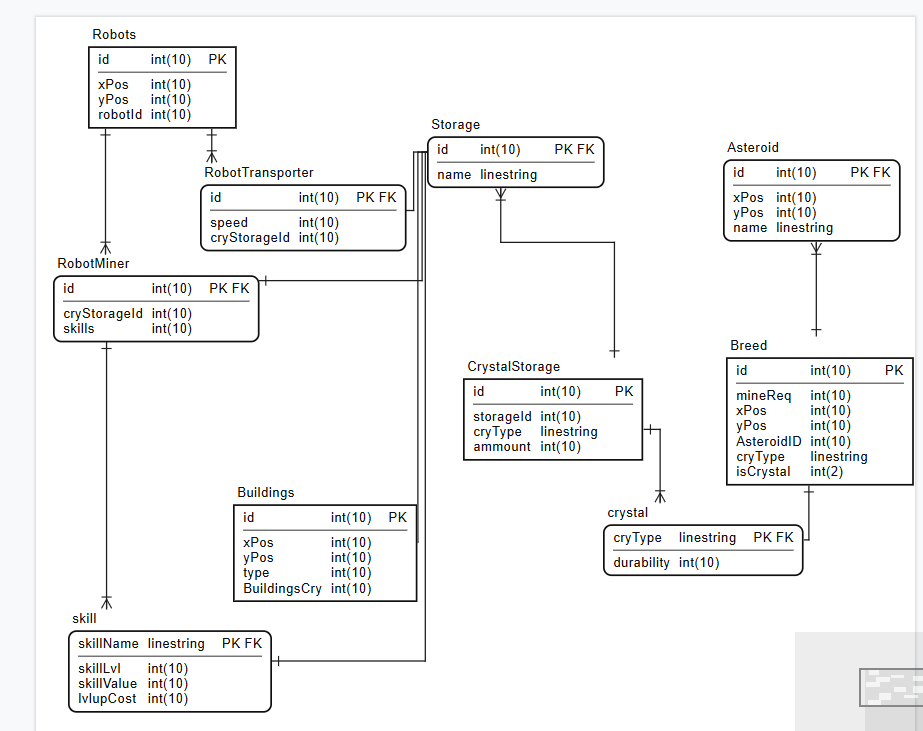 Robots
id int(10) PK
xPos int(10)
yPos int(10)
robotId int(10)
RobotTransporter
id int(10) PK FK
speed int(10)
cryStorageId int(10)
RobotMiner
id int(10) PK FK
cryStorageId int(10)
skills int(10)
Storage
id int(10) PK FK
name linestring
Asteroid
id int(10) PK FK
xPos int(10)
yPos int(10)
name linestring
Breed
id int(10) PK
mineReq int(10)
xPos int(10)
yPos int(10)
AsteroidID int(10)
cryType linestring
isCrystal int(2)
CrystalStorage
id int(10) PK
storageId int(10)
cryType linestring
ammount int(10)
Buildings
id int(10) PK
xPos int(10)
yPos int(10)
type int(10)
BuildingsCry int(10)
crystal
cryType linestring PK FK
durability int(10)
skill
skillName linestring PK FK
skillLvl int(10)
skillValue int(10)
lvlupCost int(10)